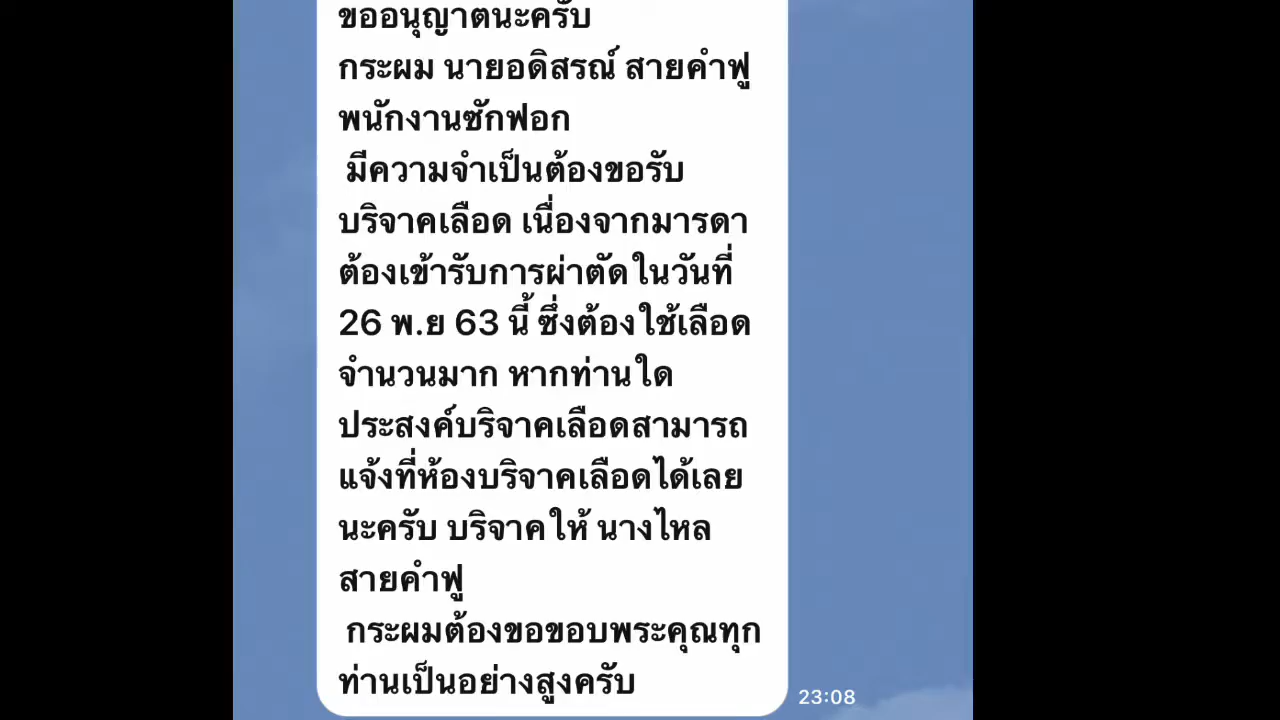 ขออนุญาตนะครับ
กระผม นายอดิสรณ์ สายคำฟู
พนักงานซักฟอก
มีความจำเป็นต้องขอรับ
บริจาคเลือด เนื่องจากมารดา
ต้องเข้ารับการผ่าตัดในวันที่
26 พ.ย 63 นี้ ซึ่งต้องใช้เลือด
จำนวนมาก หากท่านใด
ประสงค์บริจาคเลือดสามารถ
แจ้งที่ห้องบริจาคเลือดได้เลย
นะครับ บริจาคให้ นางไหล
สายคำฟู
กระผมต้องขอขอบพระคุณทุก
ท่านเป็นอย่างสูงครับ
23:08